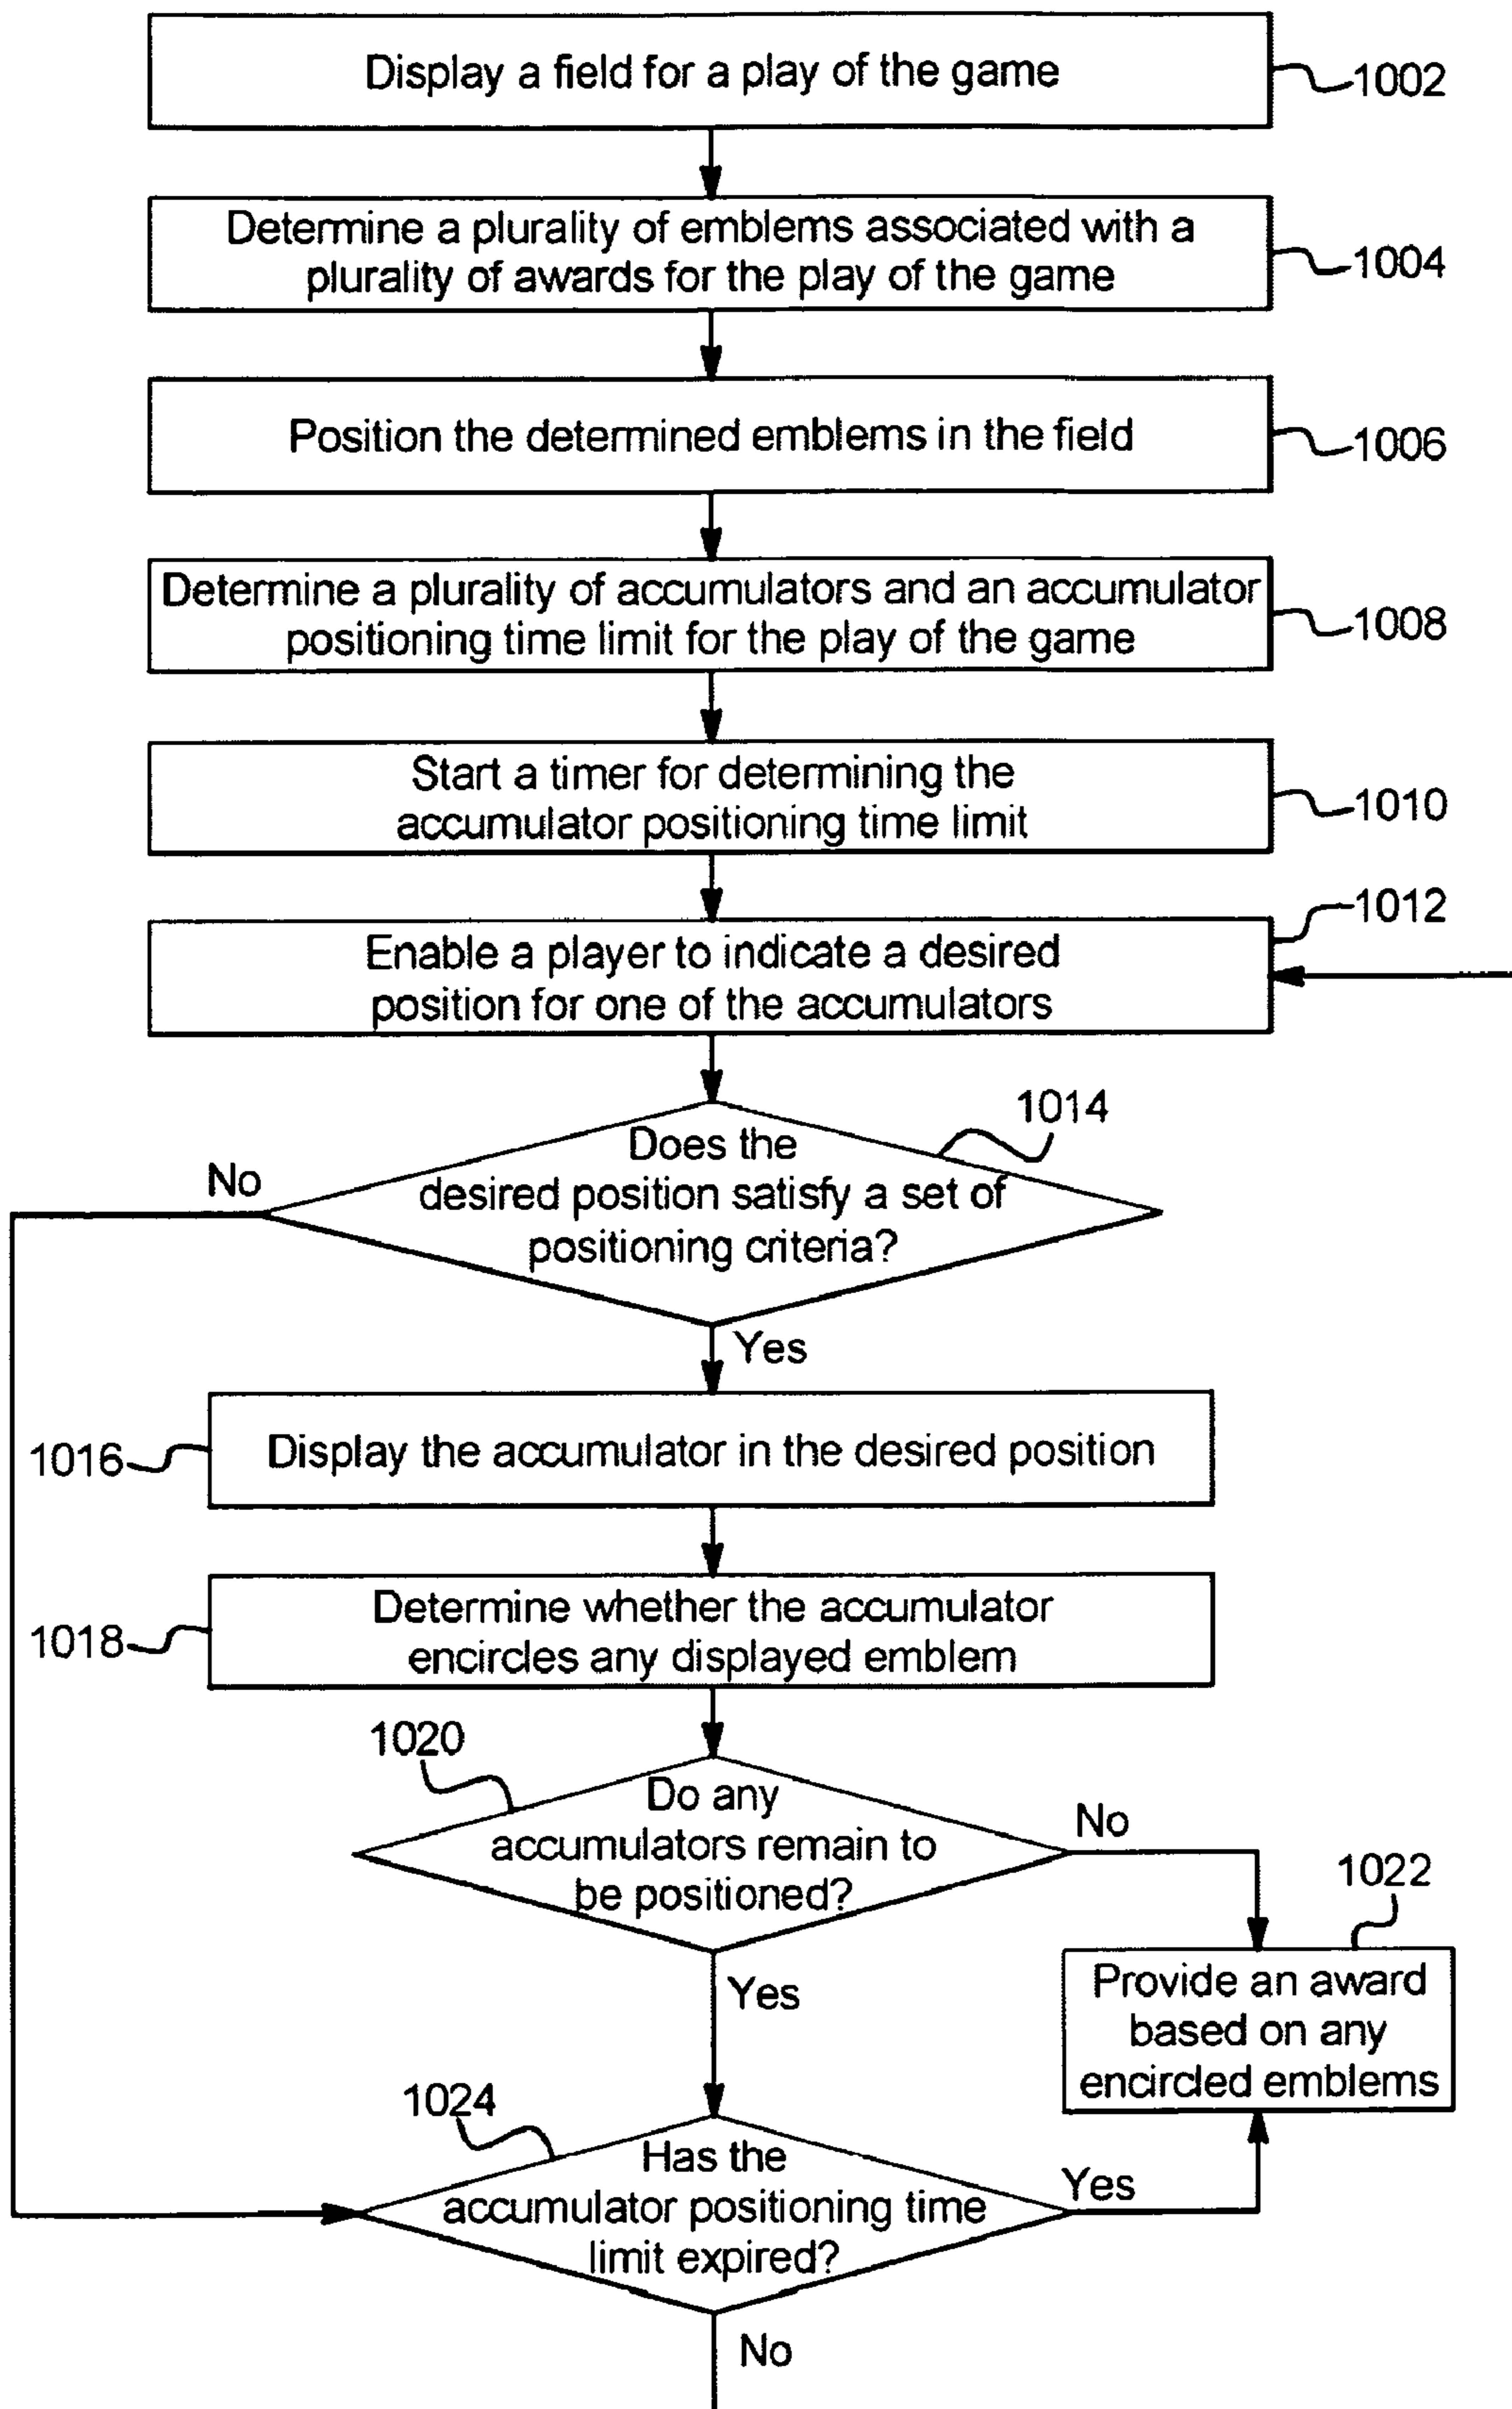 Display a field for a play of the game
1002
Determine a plurality of emblems associated with a
plurality of awards for the play of the game
1004
Position the determined emblems in the field
1006
Determine a plurality of accumulators and an accumulator
positioning time limit for the play of the game
1008
Start a timer for determining the
accumulator positioning time limit
1010
1012
Enable a player to indicate a desired
position for one of the accumulators
1014
Does the
desired position satisfy a set of
positioning criteria?
No
Yes
1016
Display the accumulator in the desired position
1018
Determine whether the accumulator
encircles any displayed emblem
1020
Do any
accumulators remain to
be positioned?
No
Yes
1022
Provide an award
based on any
encircled emblems
1024
Has the
accumulator positioning time
limit expired?
Yes
No